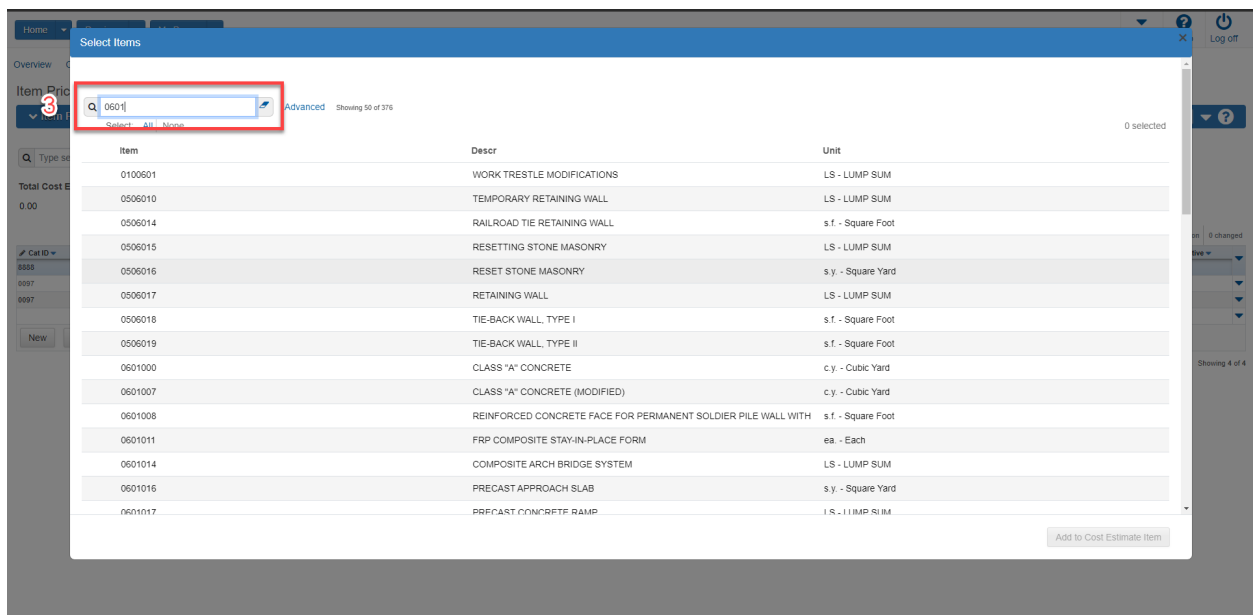 Home
Log off
Select Items
×
Overview
Item Pric
3
0601
Advanced Showing 50 of 376
Select: All None
0 selected
Type se
Item Descr Unit
0100601 WORK TRESTLE MODIFICATIONS LS - LUMP SUM
Total Cost E
0506010 TEMPORARY RETAINING WALL LS - LUMP SUM
0.00
0506014 RAILROAD TIE RETAINING WALL s.f. - Square Foot
0 changed
0506015 RESETTING STONE MASONRY LS - LUMP SUM
Cat ID
8888
0506016 RESET STONE MASONRY s.y. - Square Yard
0097
0506017 RETAINING WALL LS - LUMP SUM
0097
0506018 TIE-BACK WALL, TYPE I s.f. - Square Foot
New
0506019 TIE-BACK WALL, TYPE II s.f. - Square Foot
Showing 4 of 4
0601000 CLASS "A" CONCRETE c.y. - Cubic Yard
0601007 CLASS "A" CONCRETE (MODIFIED) c.y. - Cubic Yard
0601008 REINFORCED CONCRETE FACE FOR PERMANENT SOLDIER PILE WALL WITH s.f. - Square Foot
0601011 FRP COMPOSITE STAY-IN-PLACE FORM ea. - Each
0601014 COMPOSITE ARCH BRIDGE SYSTEM LS - LUMP SUM
0601016 PRECAST APPROACH SLAB s.y. - Square Yard
0601017 PRECAST CONCRETE RAMP LS - LUMP SUM
Add to Cost Estimate Item